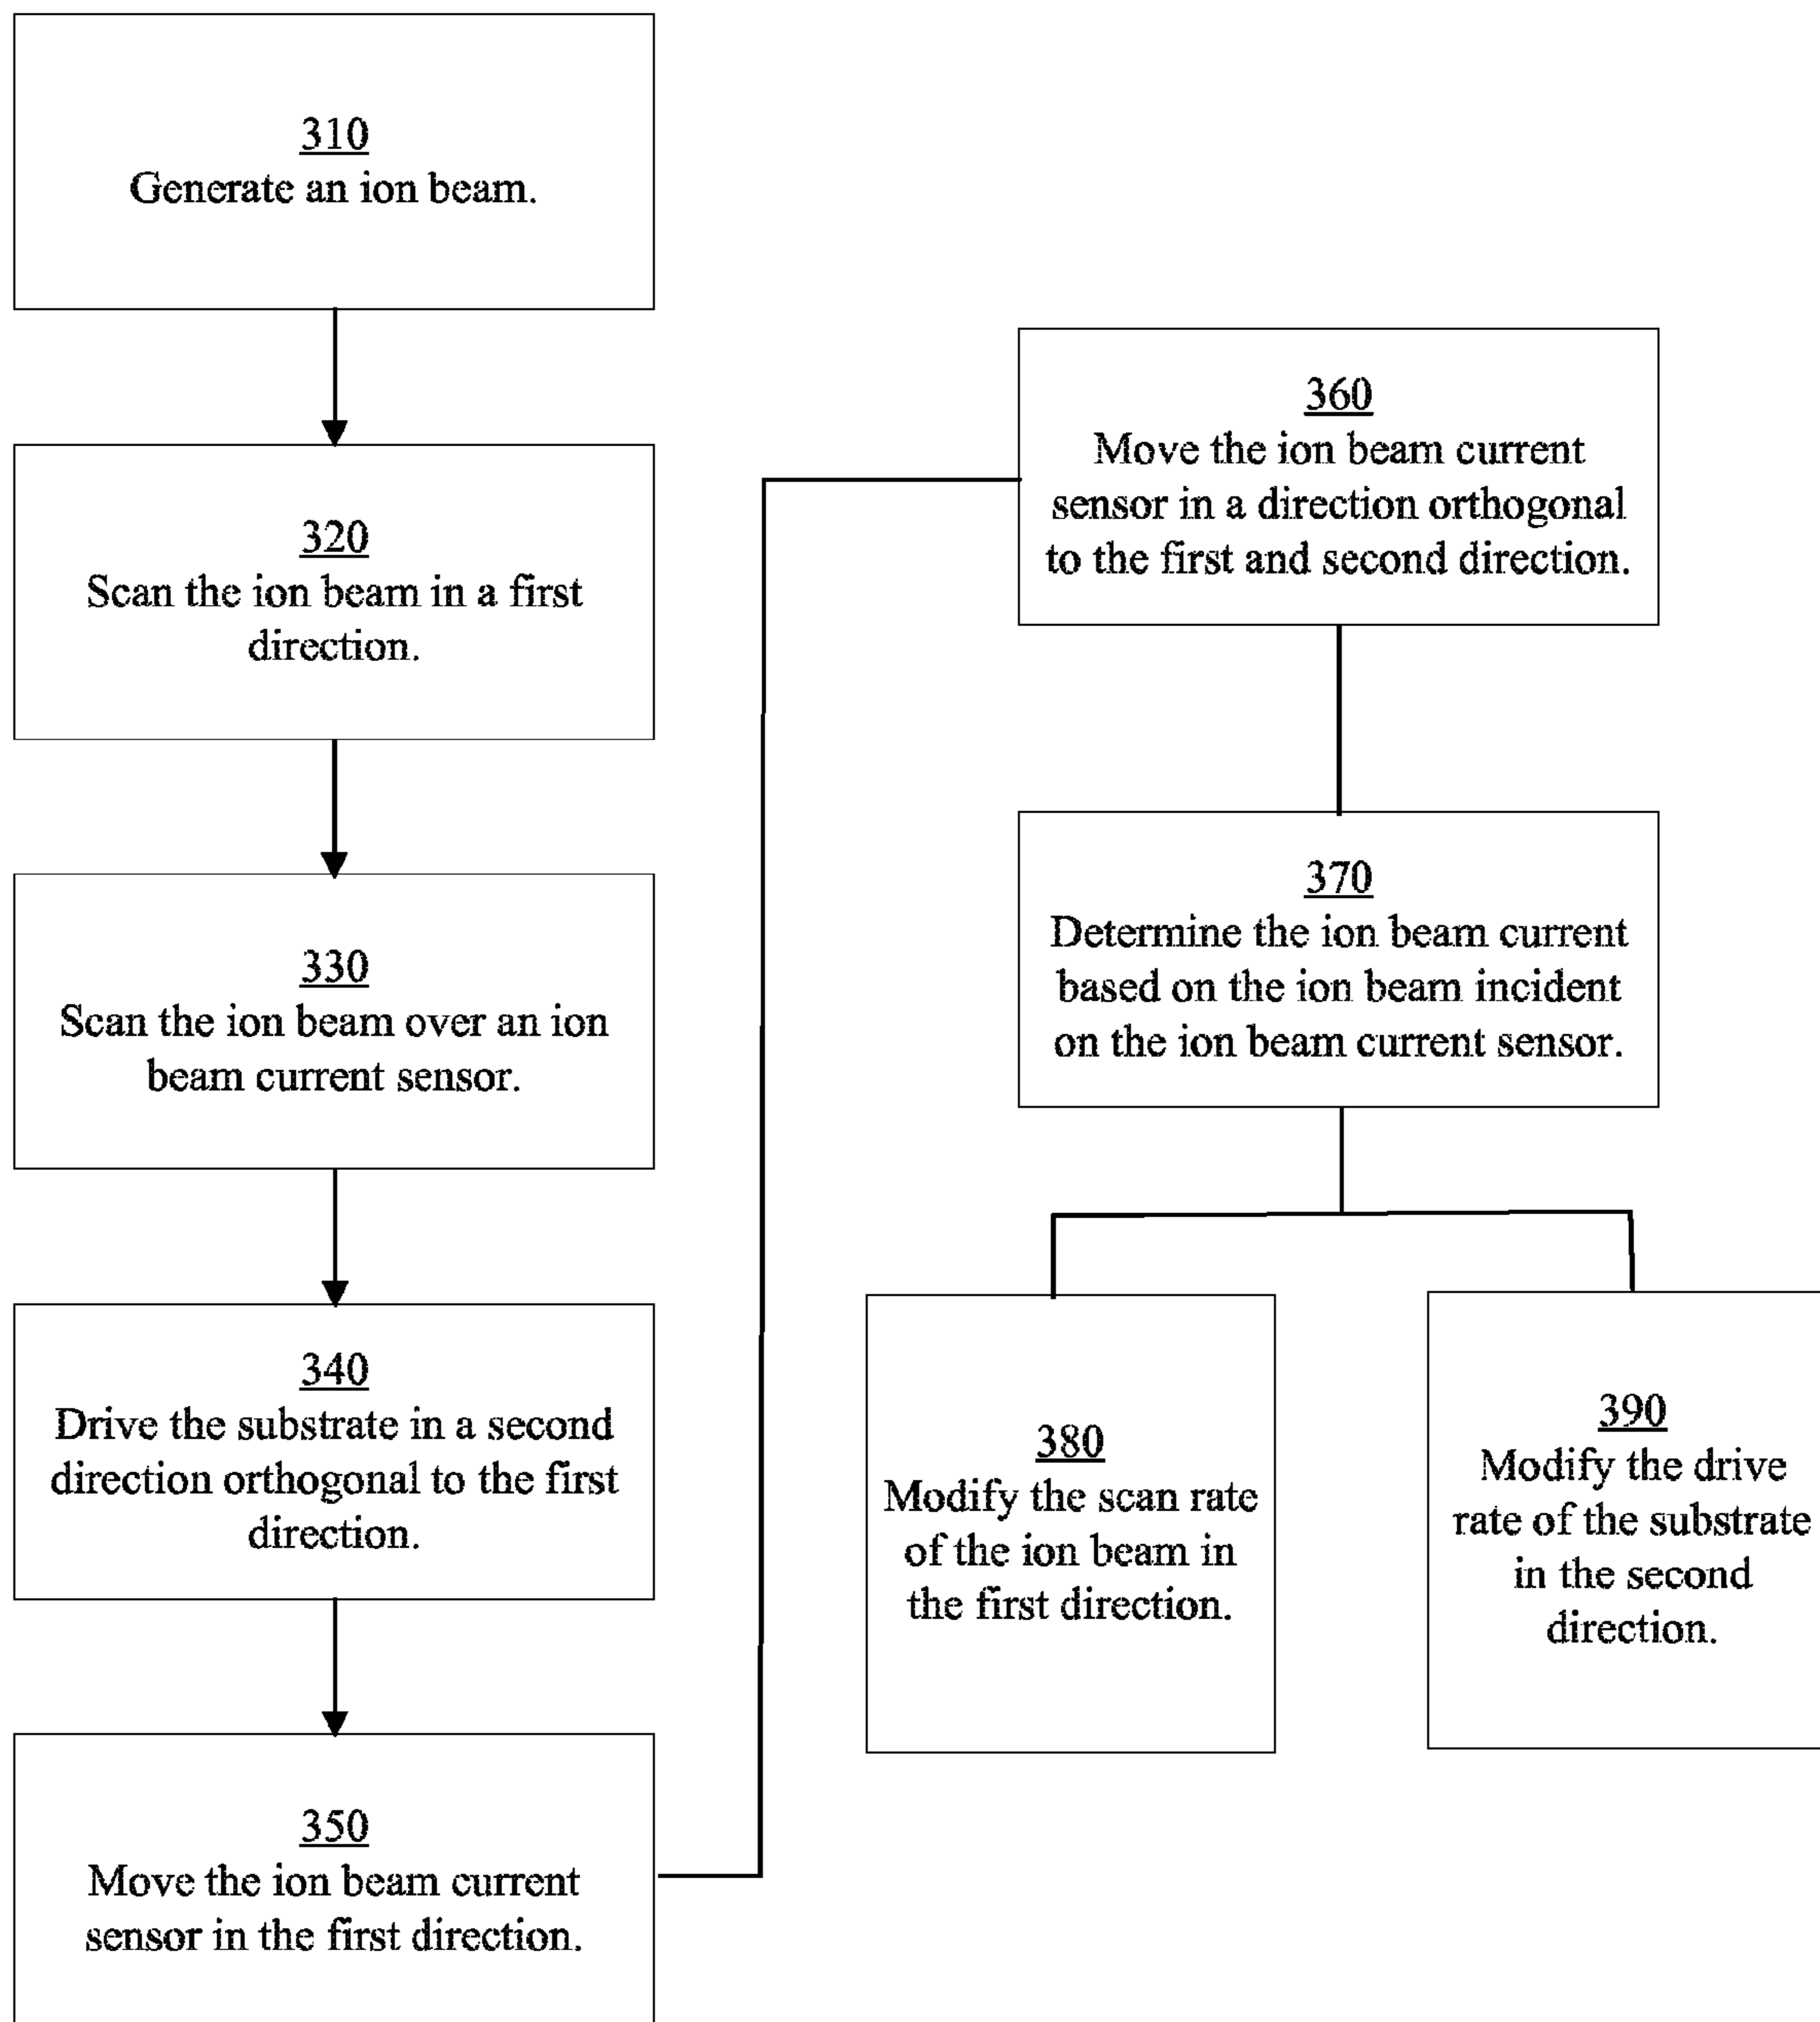 310
Generate an ion beam.
320
Scan the ion beam in a first
direction.
330
Scan the ion beam over an ion
beam current sensor.
340
Drive the substrate in a second
direction orthogonal to the first
direction.
350
Move the ion beam current
sensor in the first direction.
360
Move the ion beam current
sensor in a direction orthogonal
to the first and second direction.
370
Determine the ion beam current
based on the ion beam incident
on the ion beam current sensor.
380
Modify the scan rate
of the ion beam in
the first direction.
390
Modify the drive
rate of the substrate
in the second
direction.